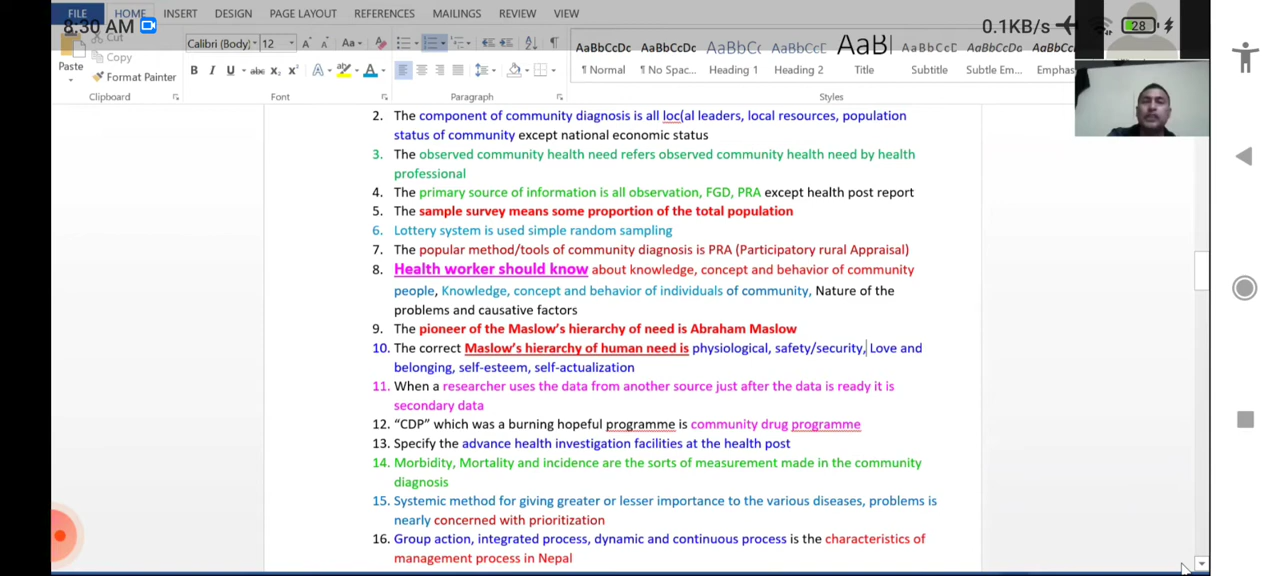 FILE HOME INSERT DESIGN PAGE LAYOUT REFERENCES MAILINGS REVIEW VIEW
8:30 AM 0.1KB/s 28
Cut
Copy
Paste
Format Painter
Calibri (Body) 12 Aa
B I U abc X2 X2 A ab A
AaBbCcDc AaBbCcDc AaBbCc AaBbCcE AaB AaBbCcD AaBbCcDc AaBbCcDc
¶ Normal ¶ No Spac... Heading 1 Heading 2 Title Subtitle Subtle Em... Emphas
Clipboard Font Paragraph Styles
2. The component of community diagnosis is all loc(al leaders, local resources, population
status of community except national economic status
3. The observed community health need refers observed community health need by health
professional
4. The primary source of information is all observation, FGD, PRA except health post report
5. The sample survey means some proportion of the total population
6. Lottery system is used simple random sampling
7. The popular method/tools of community diagnosis is PRA (Participatory rural Appraisal)
8. Health worker should know about knowledge, concept and behavior of community
people, Knowledge, concept and behavior of individuals of community, Nature of the
problems and causative factors
9. The pioneer of the Maslow's hierarchy of need is Abraham Maslow
10. The correct Maslow's hierarchy of human need is physiological, safety/security, Love and
belonging, self-esteem, self-actualization
11. When a researcher uses the data from another source just after the data is ready it is
secondary data
12. "CDP" which was a burning hopeful programme is community drug programme
13. Specify the advance health investigation facilities at the health post
14. Morbidity, Mortality and incidence are the sorts of measurement made in the community
diagnosis
15. Systemic method for giving greater or lesser importance to the various diseases, problems is
nearly concerned with prioritization
16. Group action, integrated process, dynamic and continuous process is the characteristics of
management process in Nepal